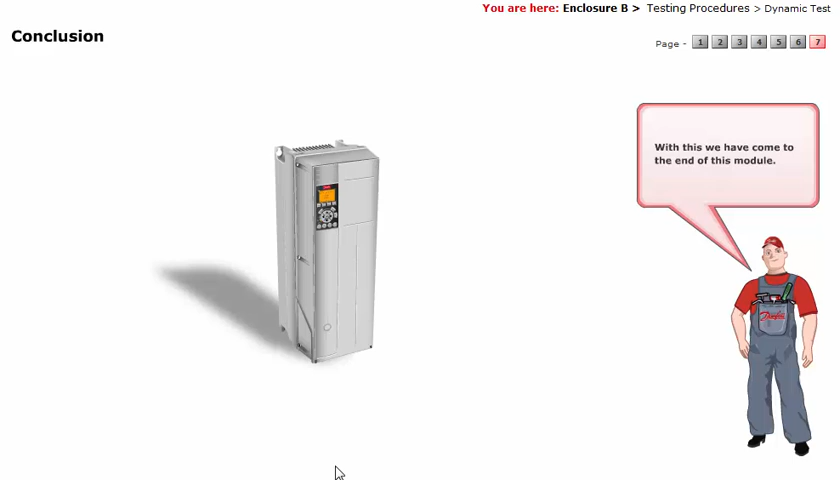 You are here: Enclosure B > Testing Procedures > Dynamic Test
Conclusion
Page - 1 2 3 4 5 6 7
With this we have come to
the end of this module.
Danfoss